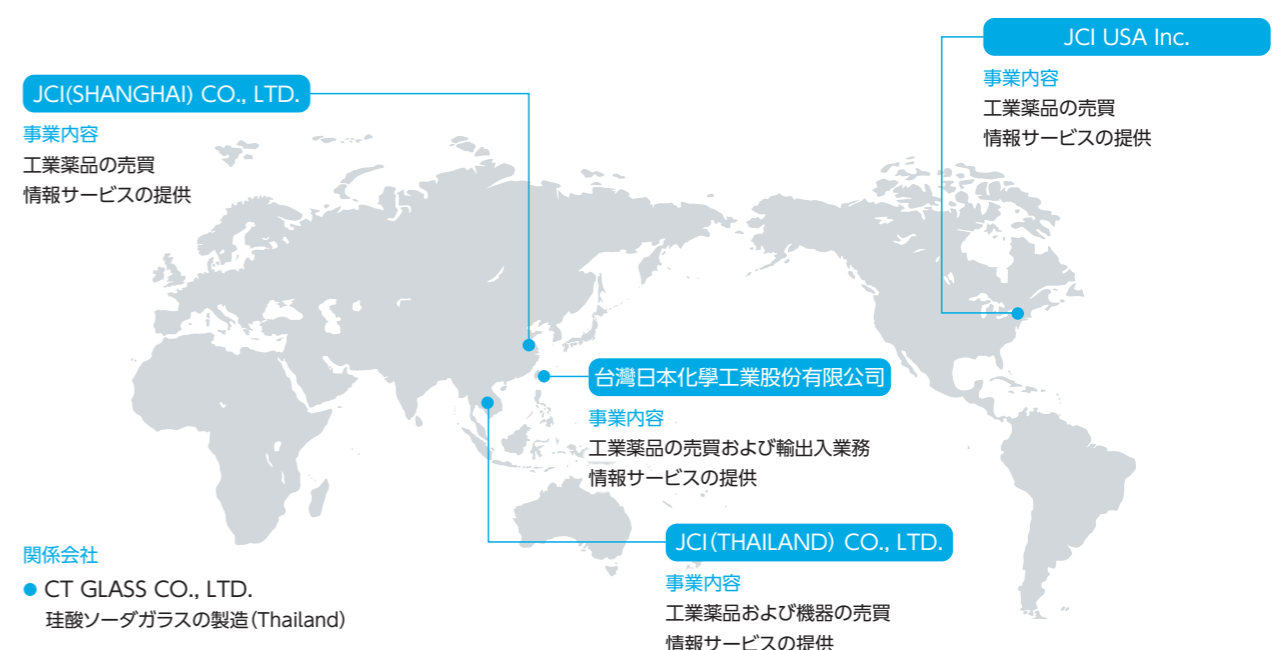 JCI USA Inc.
事業内容
工業薬品の売買
情報サービスの提供
JCI(SHANGHAI) CO., LTD.
事業内容
工業薬品の売買
情報サービスの提供
台灣日本化學工業股份有限公司
事業内容
工業薬品の売買および輸出入業務
情報サービスの提供
JCI(THAILAND) CO., LTD.
事業内容
工業薬品および機器の売買
情報サービスの提供
関係会社
● CT GLASS CO., LTD.
珪酸ソーダガラスの製造(Thailand)